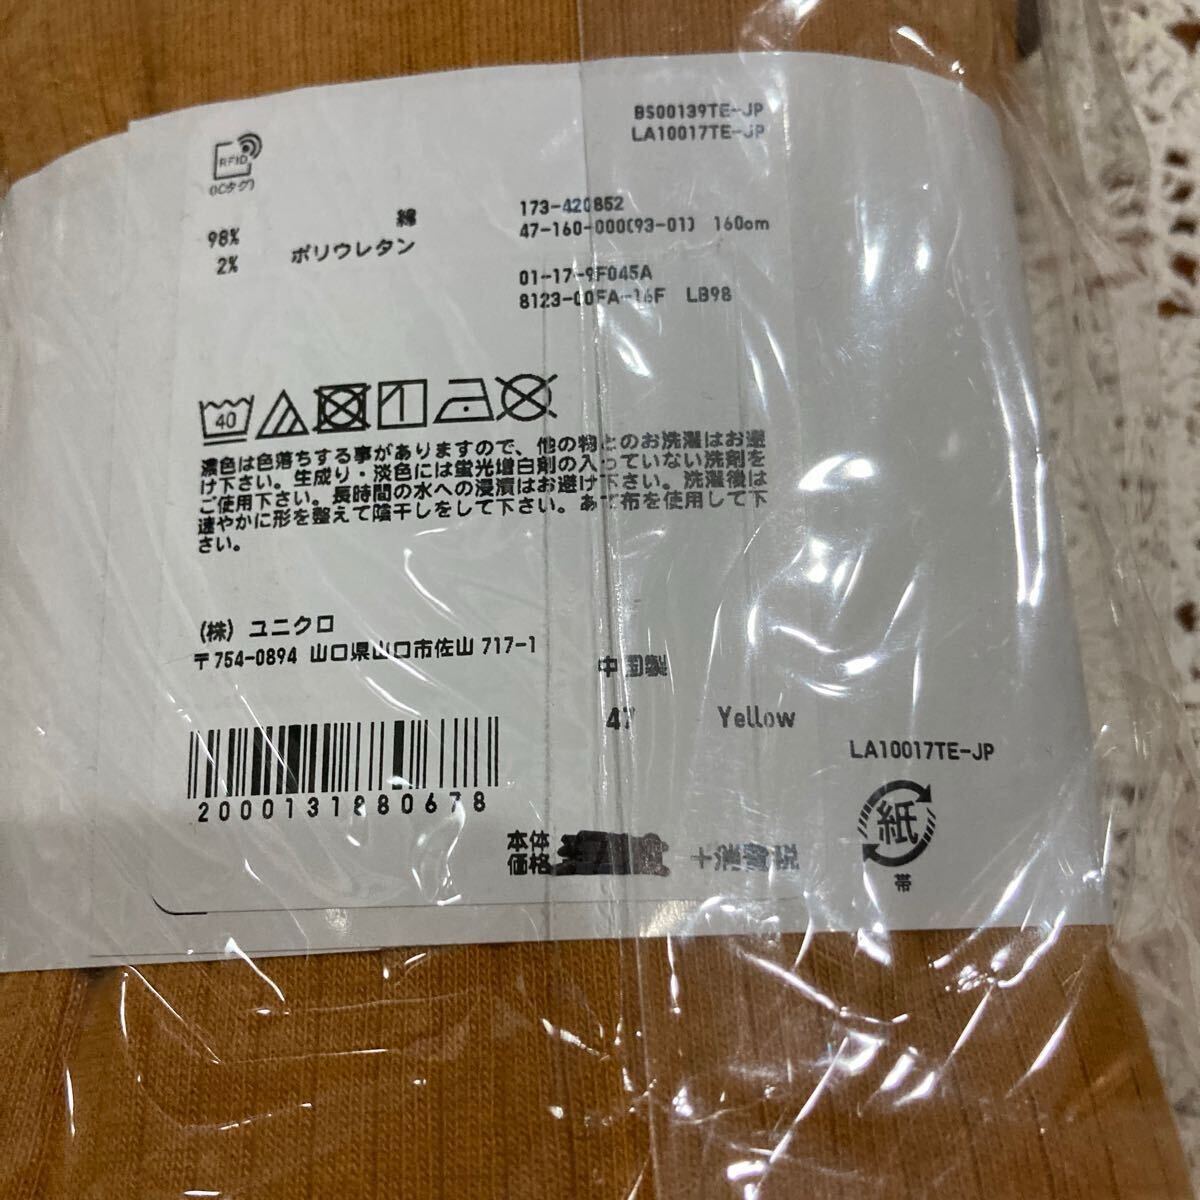 BS00139TE-JP
LA10017TE-JP
RFID
(ICタグ)
98% 綿
2% ポリウレタン
173-420852
47-160-000(93-01) 160cm
01-17-9F045A
8123-00FA-16F LB98
40
濃色は色落ちする事がありますので、他の物とのお洗濯はお避
け下さい。生成り・淡色には蛍光増白剤の入っていない洗剤を
ご使用下さい。長時間の水への浸漬はお避け下さい。洗濯後は
速やかに形を整えて陰干しをして下さい。あて布を使用して下
さい。
(株) ユニクロ
〒754-0894 山口県山口市佐山 717-1
中国製
47 Yellow
LA10017TE-JP
2000131880678
紙
帯
本体
価格